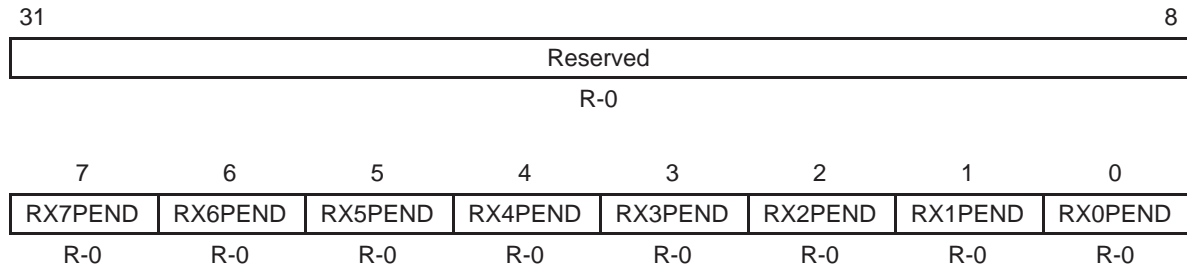 31 8
Reserved
R-0
7 6 5 4 3 2 1 0
RX7PEND RX6PEND RX5PEND RX4PEND RX3PEND RX2PEND RX1PEND RX0PEND
R-0 R-0 R-0 R-0 R-0 R-0 R-0 R-0